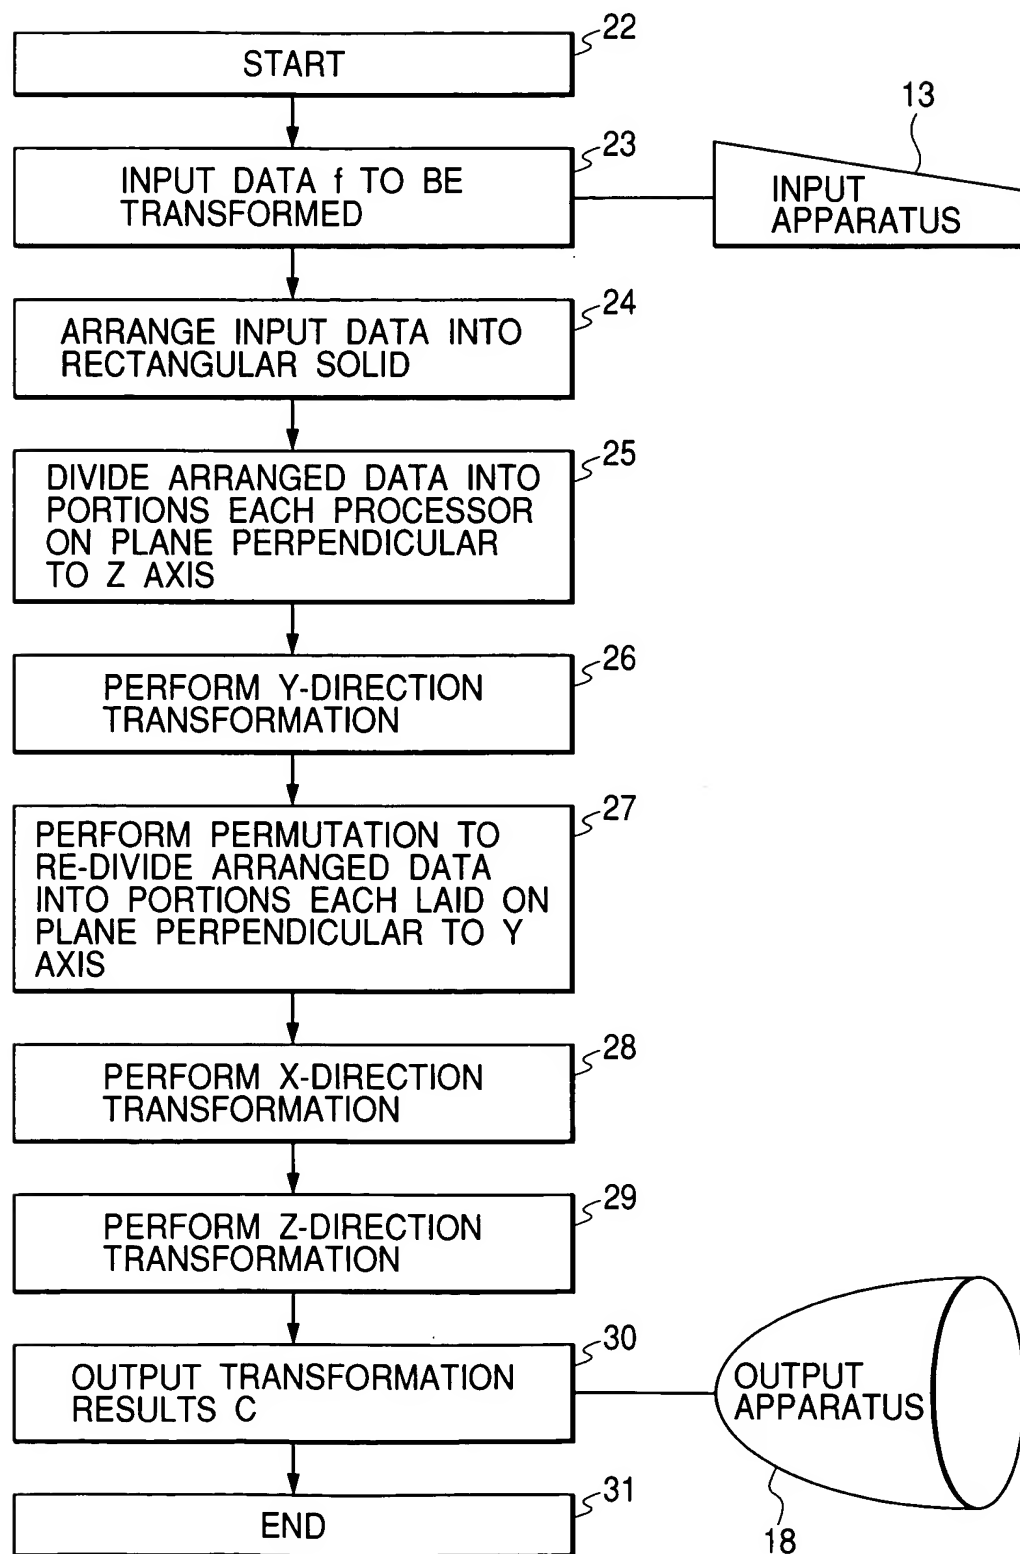 22
START
23
INPUT DATA f TO BE
TRANSFORMED
13
INPUT
APPARATUS
24
ARRANGE INPUT DATA INTO
RECTANGULAR SOLID
25
DIVIDE ARRANGED DATA INTO
PORTIONS EACH PROCESSOR
ON PLANE PERPENDICULAR
TO Z AXIS
26
PERFORM Y-DIRECTION
TRANSFORMATION
27
PERFORM PERMUTATION TO
RE-DIVIDE ARRANGED DATA
INTO PORTIONS EACH LAID ON
PLANE PERPENDICULAR TO Y
AXIS
28
PERFORM X-DIRECTION
TRANSFORMATION
29
PERFORM Z-DIRECTION
TRANSFORMATION
30
OUTPUT TRANSFORMATION
RESULTS C
OUTPUT
APPARATUS
18
31
END